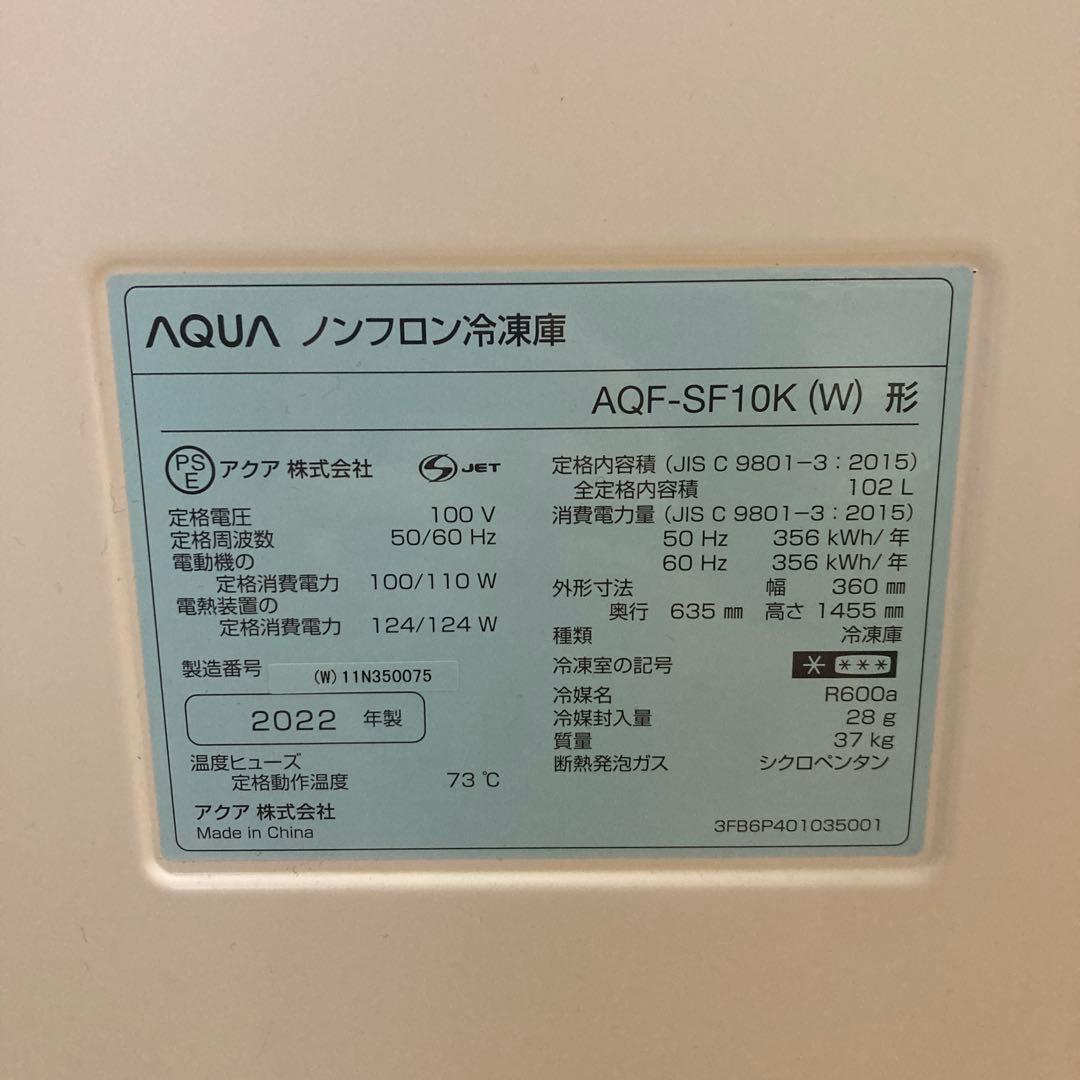 AQUA ノンフロン冷凍庫
AQF-SF10K (W) 形
PSE アクア 株式会社 S JET
定格電圧 100 V
定格周波数 50/60 Hz
電動機の
定格消費電力 100/110 W
電熱装置の
定格消費電力 124/124 W
製造番号 (W) 11N350075
2022 年製
温度ヒューズ
定格動作温度 73 ℃
アクア 株式会社
Made in China
定格内容積 (JIS C 9801-3:2015)
全定格内容積 102 L
消費電力量 (JIS C 9801-3:2015)
50 Hz 356 kWh/年
60 Hz 356 kWh/年
外形寸法 幅 360 mm
奥行 635 mm 高さ 1455 mm
種類 冷凍庫
冷凍室の記号 * ***
冷媒名 R600a
冷媒封入量 28 g
質量 37 kg
断熱発泡ガス シクロペンタン
3FB6P401035001